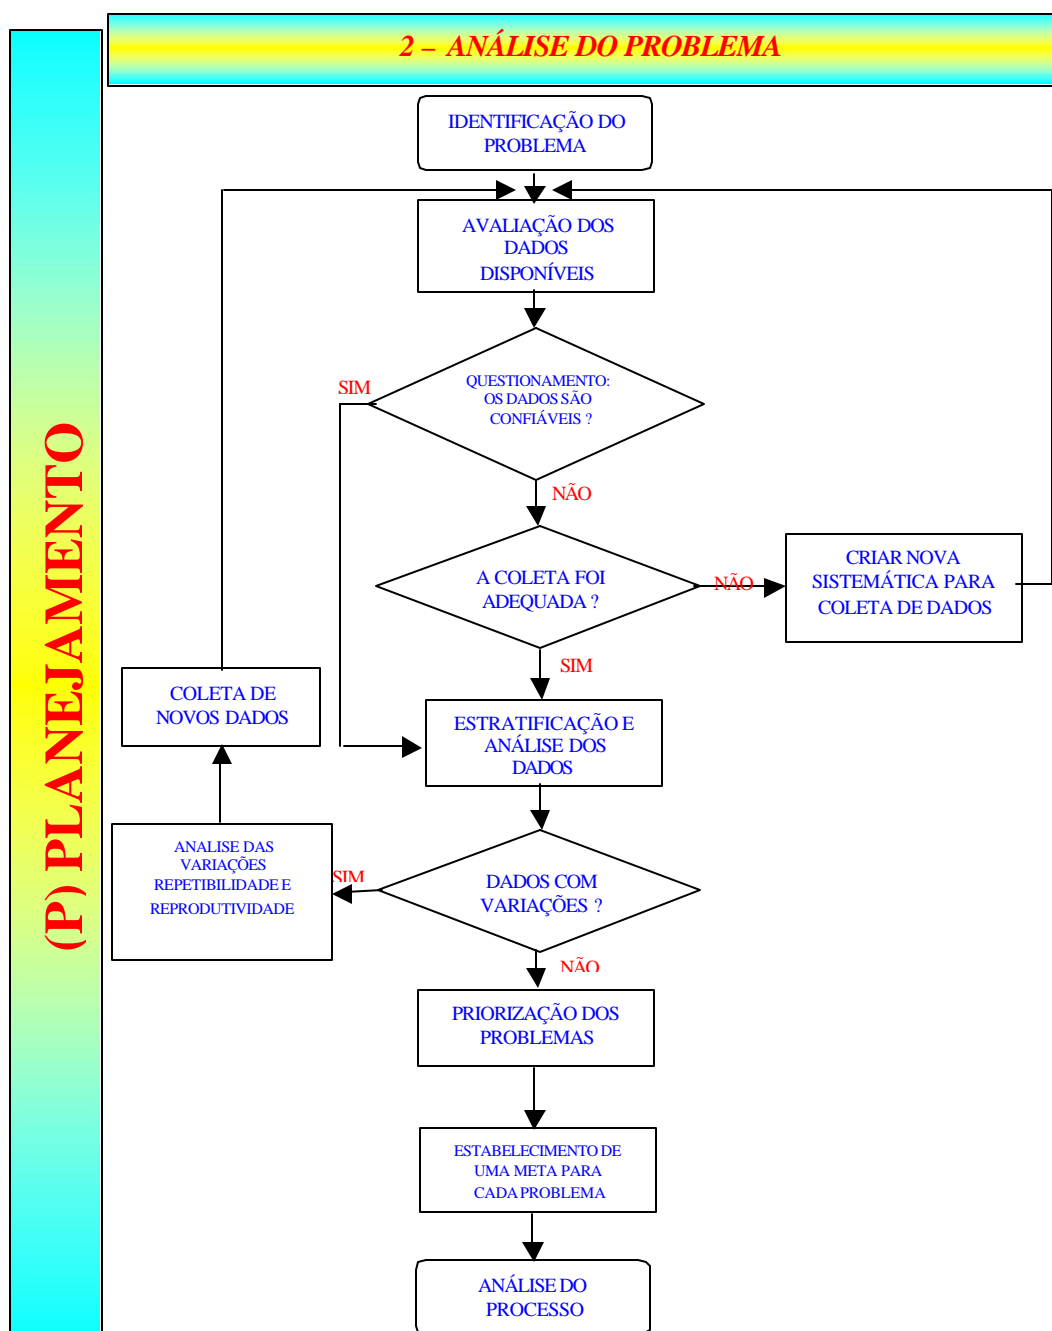 2 – ANÁLISE DO PROBLEMA
(P) PLANEJAMENTO
IDENTIFICAÇÃO DO
PROBLEMA
AVALIAÇÃO DOS
DADOS
DISPONÍVEIS
QUESTIONAMENTO:
OS DADOS SÃO
CONFIÁVEIS ?
SIM
NÃO
A COLETA FOI
ADEQUADA ?
NÃO
CRIAR NOVA
SISTEMÁTICA PARA
COLETA DE DADOS
SIM
COLETA DE
NOVOS DADOS
ESTRATIFICAÇÃO E
ANÁLISE DOS
DADOS
ANALISE DAS
VARIAÇÕES
REPETIBILIDADE E
REPRODUTIVIDADE
SIM
DADOS COM
VARIAÇÕES ?
NÃO
PRIORIZAÇÃO DOS
PROBLEMAS
ESTABELECIMENTO DE
UMA META PARA
CADA PROBLEMA
ANÁLISE DO
PROCESSO